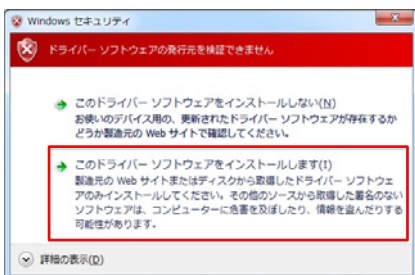 Windows セキュリティ
ドライバー ソフトウェアの発行元を検証できません
このドライバー ソフトウェアをインストールしない(N)
お使いのデバイス用の、更新されたドライバー ソフトウェアが存在するか
どうか製造元の Web サイトで確認してください。
このドライバー ソフトウェアをインストールします(I)
製造元の Web サイトまたはディスクから取得したドライバー ソフトウェ
アのみインストールしてください。その他のソースから取得した署名のない
ソフトウェアは、コンピューターに危害を及ぼしたり、情報を盗んだりする
可能性があります。
詳細の表示(D)